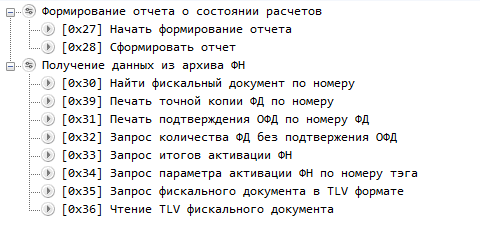 Формирование отчета о состоянии расчетов
[0x27] Начать формирование отчета
[0x28] Сформировать отчет
Получение данных из архива ФН
[0x30] Найти фискальный документ по номеру
[0x39] Печать точной копии ФД по номеру
[0x31] Печать подтверждения ОФД по номеру ФД
[0x32] Запрос количества ФД без подтвержения ОФД
[0x33] Запрос итогов активации ФН
[0x34] Запрос параметра активации ФН по номеру тэга
[0x35] Запрос фискального документа в TLV формате
[0x36] Чтение TLV фискального документа